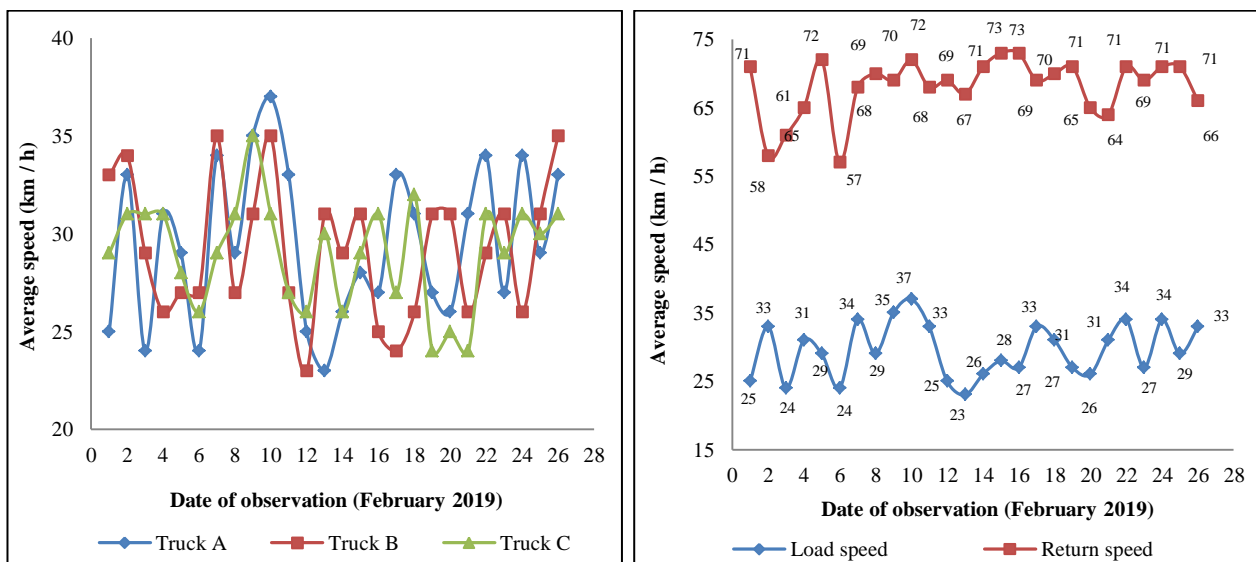 40
35
30
25
20
0 2 4 6 8 10 12 14 16 18 20 22 24 26 28
Average speed (km / h)
Date of observation (February 2019)
Truck A Truck B Truck C
75
65
55
45
35
25
15
0 2 4 6 8 10 12 14 16 18 20 22 24 26 28
Average speed (km / h)
Date of observation (February 2019)
Load speed Return speed
71 58 61 65 72 57 68 69 70 68 72 69 67 71 73 73 69 70 71 65 64 71 69 71 71 66
25 33 24 31 29 24 34 29 35 37 33 25 23 26 28 27 33 31 27 26 31 34 27 34 29 33